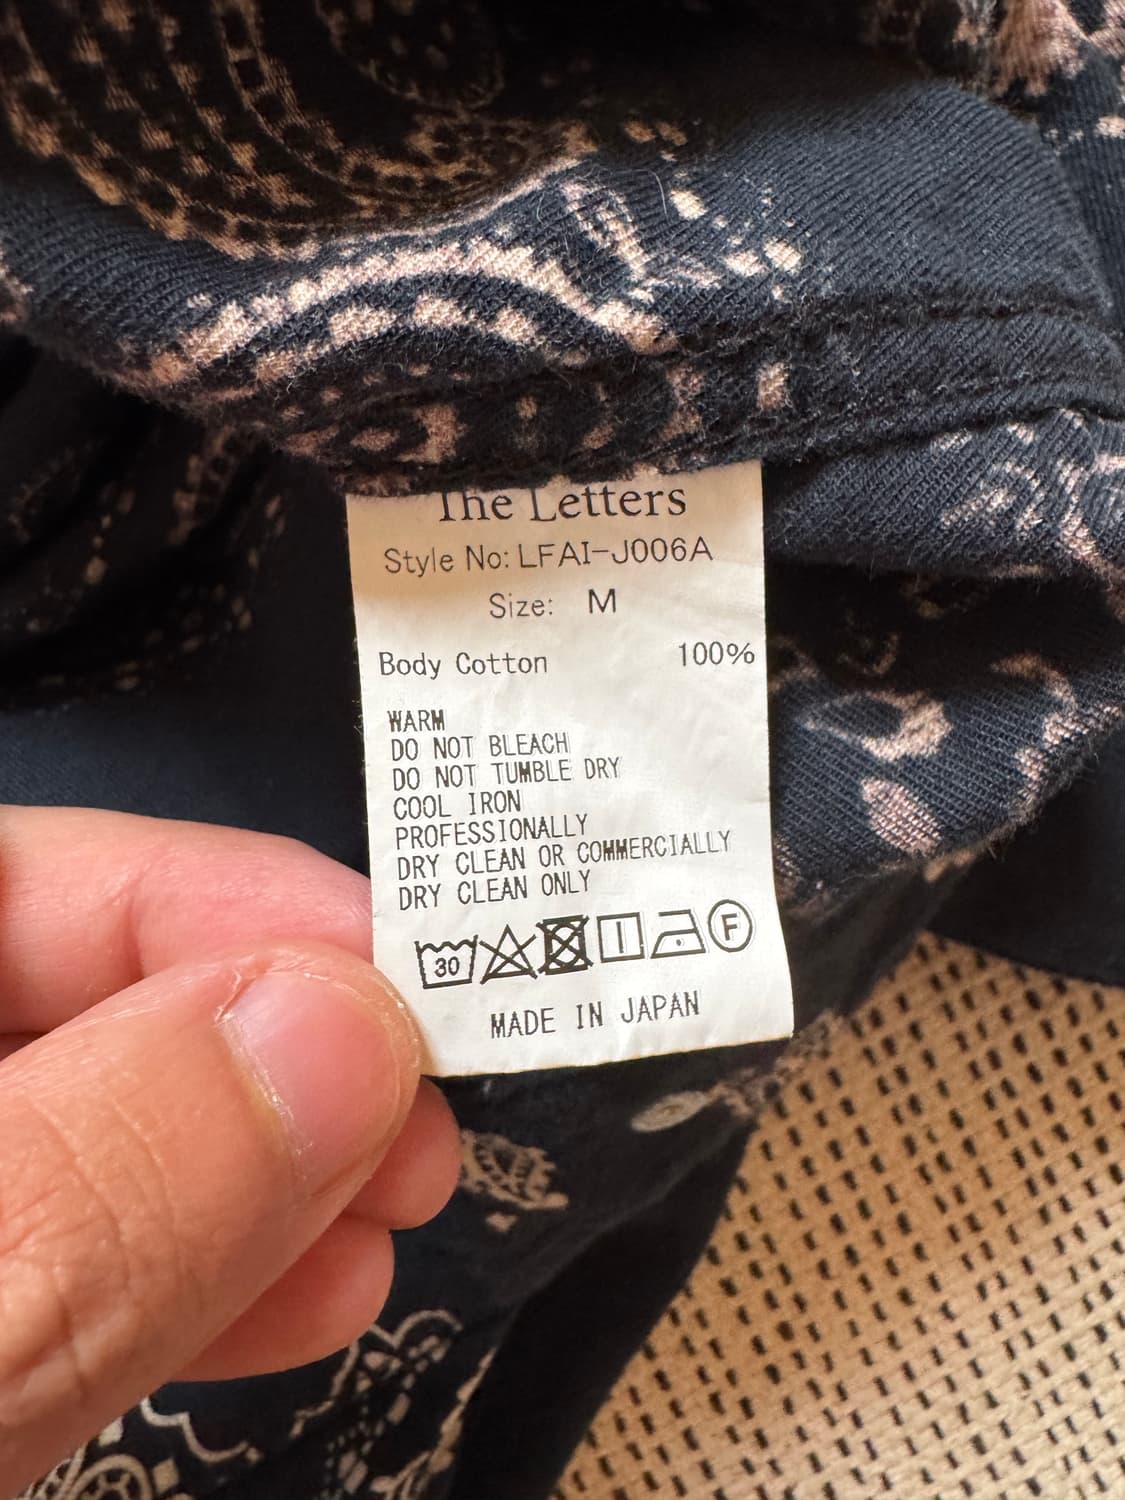 The Letters
Style No: LFAI-J006A
Size: M
Body Cotton 100%
WARM
DO NOT BLEACH
DO NOT TUMBLE DRY
COOL IRON
PROFESSIONALLY
DRY CLEAN OR COMMERCIALLY
DRY CLEAN ONLY
30 F
MADE IN JAPAN